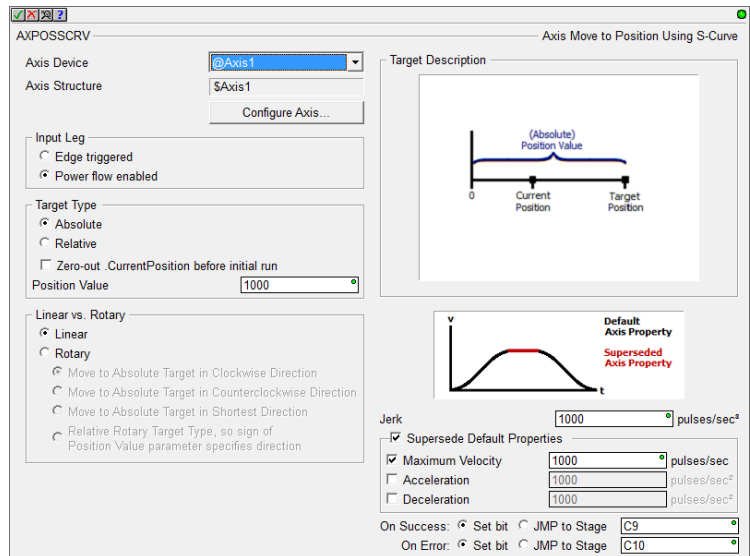 AXPOSSCRV
Axis Move to Position Using S-Curve
Axis Device
@Axis1
Axis Structure
$Axis1
Configure Axis...
Input Leg
Edge triggered
Power flow enabled
Target Type
Absolute
Relative
Zero-out .CurrentPosition before initial run
Position Value
1000
Linear vs. Rotary
Linear
Rotary
Move to Absolute Target in Clockwise Direction
Move to Absolute Target in Counterclockwise Direction
Move to Absolute Target in Shortest Direction
Relative Rotary Target Type, so sign of
Position Value parameter specifies direction
Target Description
(Absolute)
Position Value
0
Current
Position
Target
Position
v
t
Default
Axis Property
Superseded
Axis Property
Jerk 1000 pulses/sec³
Supersede Default Properties
Maximum Velocity 1000 pulses/sec
Acceleration 1000 pulses/sec²
Deceleration 1000 pulses/sec²
On Success: Set bit JMP to Stage C9
On Error: Set bit JMP to Stage C10